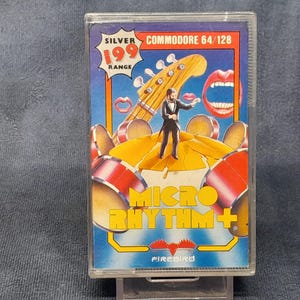 SILVER
199
RANGE
COMMODORE 64/128
MICRO
RHYTHM+
FIREBIRD